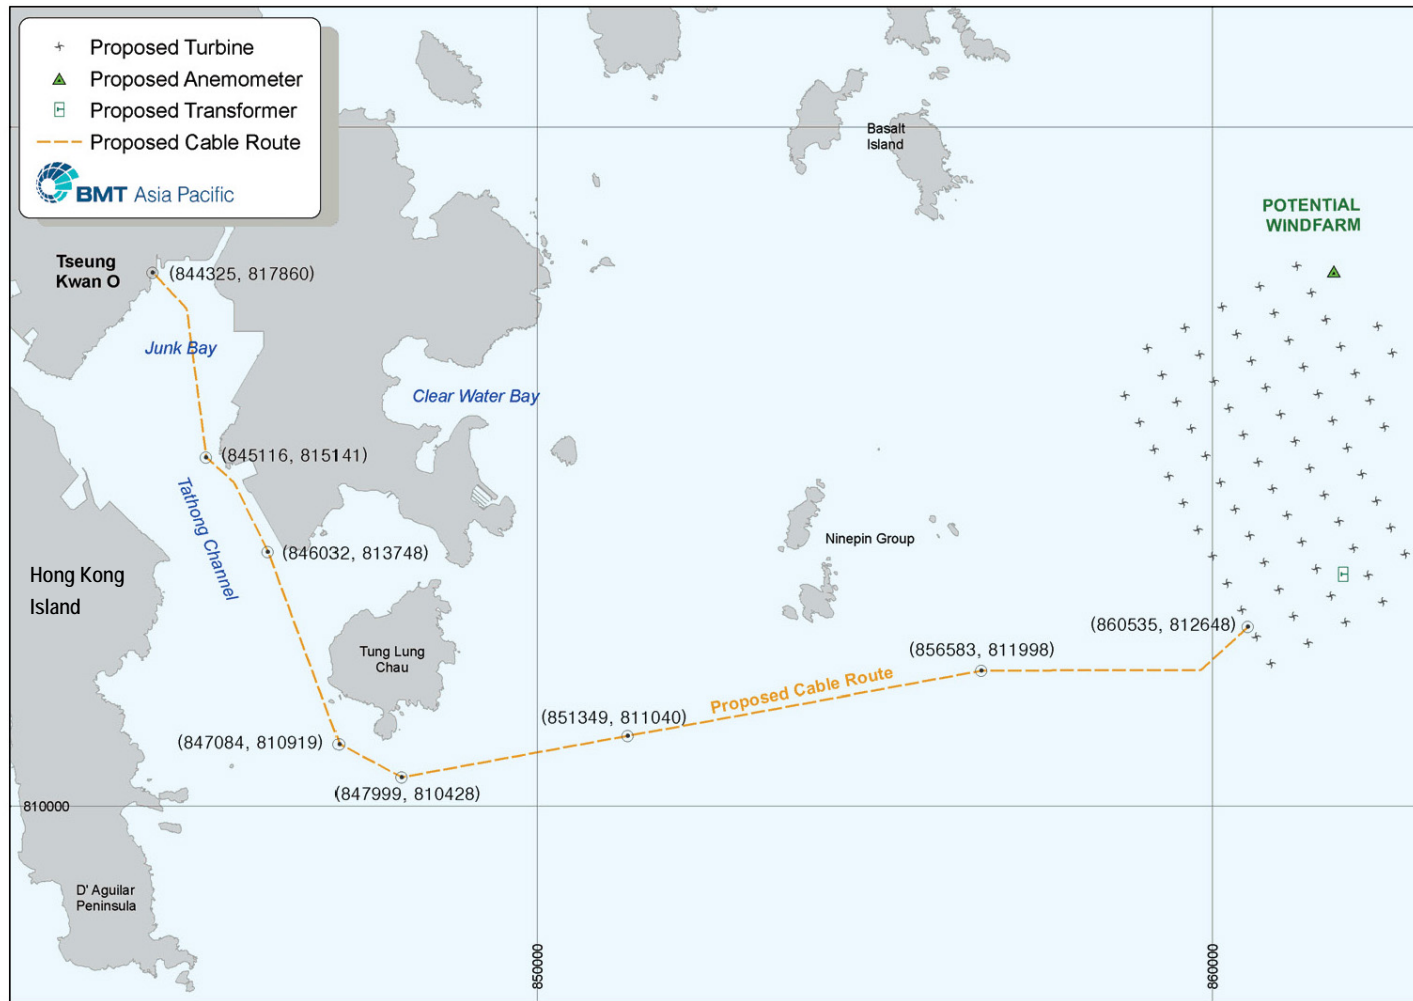 Proposed Turbine
Proposed Anemometer
Proposed Transformer
Proposed Cable Route
BMT Asia Pacific
Basalt
Island
POTENTIAL
WINDFARM
Tseung
Kwan O
(844325, 817860)
Junk Bay
Clear Water Bay
(845116, 815141)
Tathong Channel
(846032, 813748)
Ninepin Group
Hong Kong
Island
(860535, 812648)
Tung Lung
Chau
(856583, 811998)
Proposed Cable Route
(851349, 811040)
(847084, 810919)
(847999, 810428)
810000
D' Aguilar
Peninsula
850000
860000